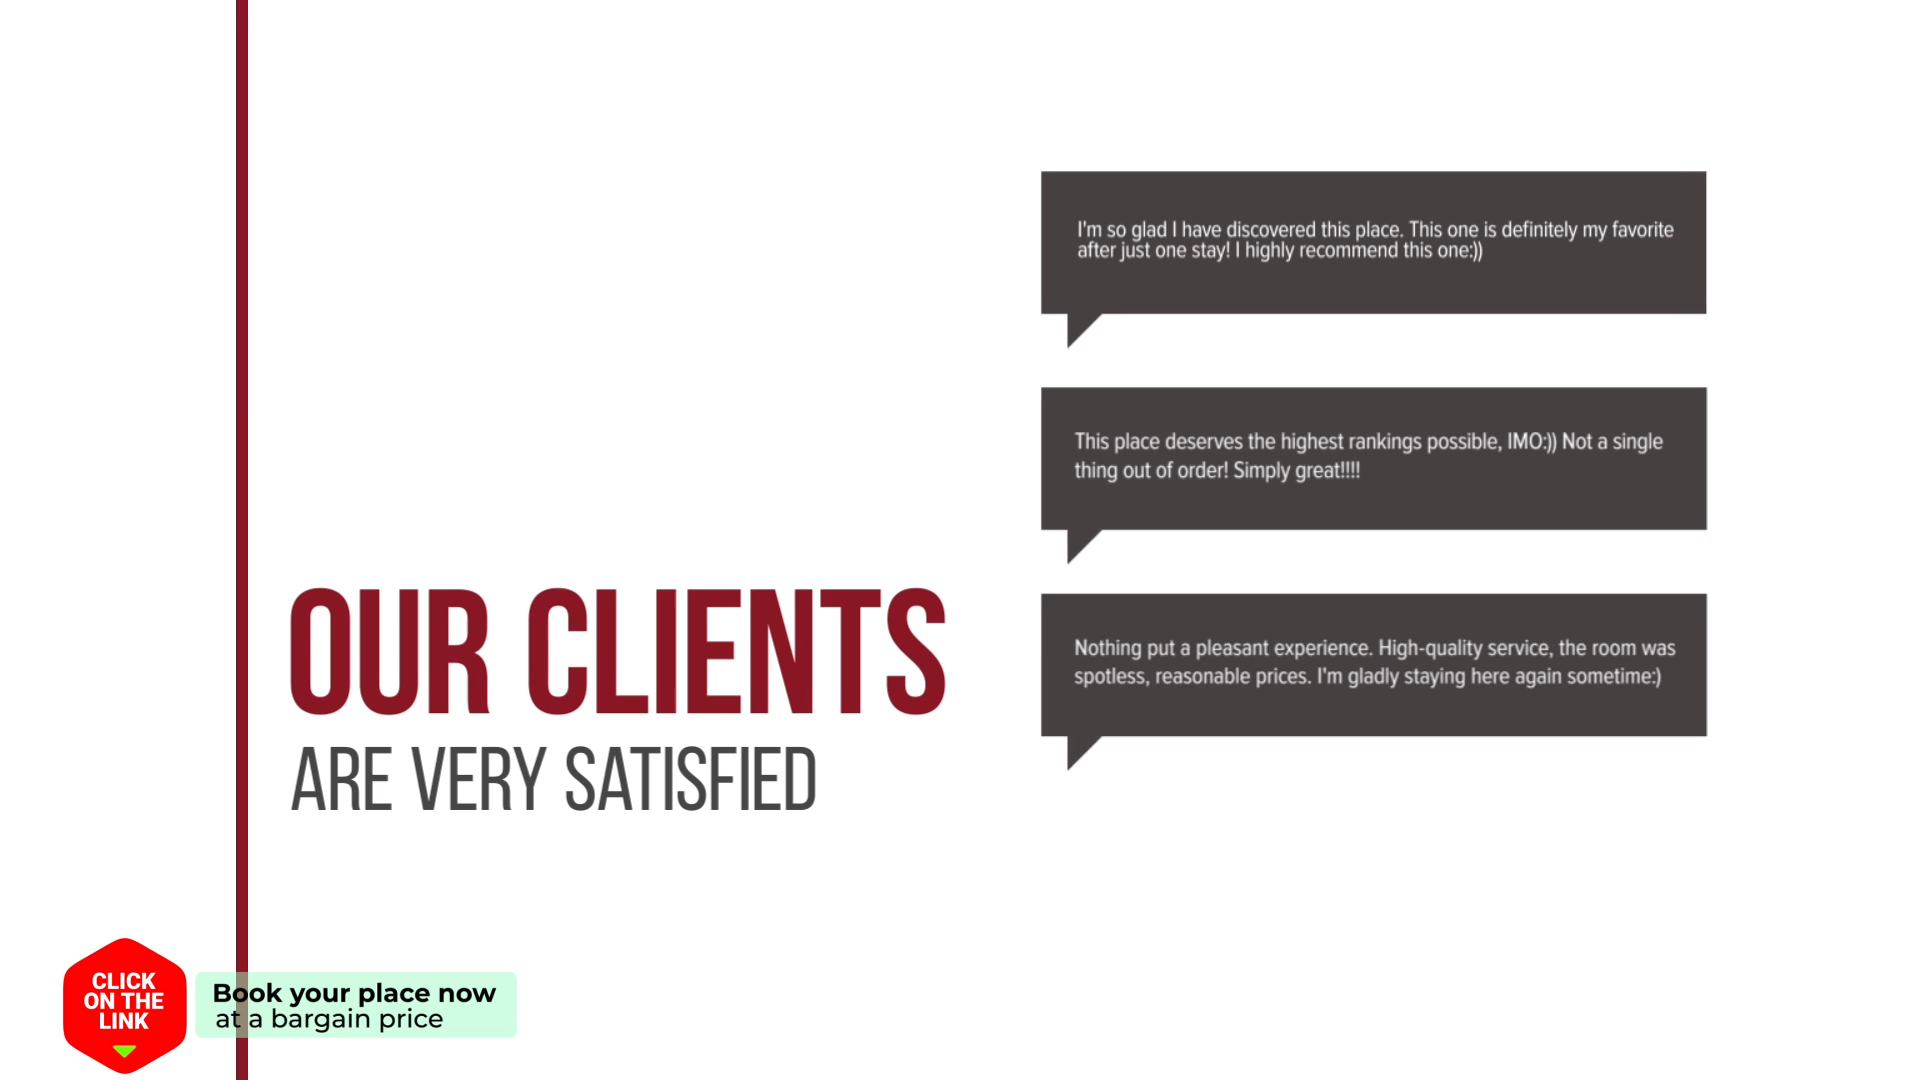 I'm so glad I have discovered this place. This one is definitely my favorite
after just one stay! I highly recommend this one:))
This place deserves the highest rankings possible, IMO:)) Not a single
thing out of order! Simply great!!!!
Nothing put a pleasant experience. High-quality service, the room was
spotless, reasonable prices. I'm gladly staying here again sometime:)
OUR CLIENTS
ARE VERY SATISFIED
CLICK
ON THE
LINK
Book your place now
at a bargain price